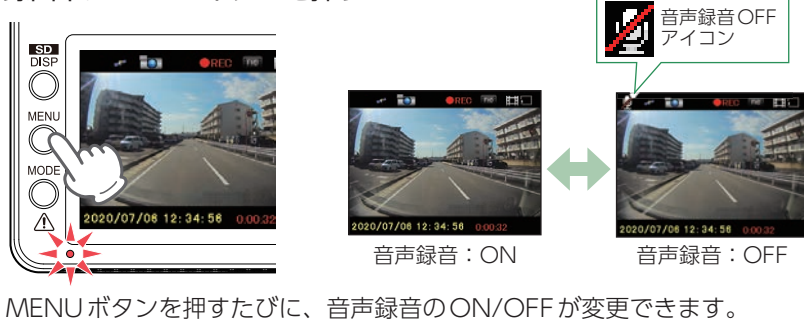 音声録音OFF
アイコン
SD
DISP
MENU
MODE
REC
2020/07/06 12:34:56 0:00:32
REC
2020/07/06 12:34:56 0:00:32
REC
2020/07/06 12:34:56 0:00:32
音声録音：ON
音声録音：OFF
MENUボタンを押すたびに、音声録音のON/OFFが変更できます。